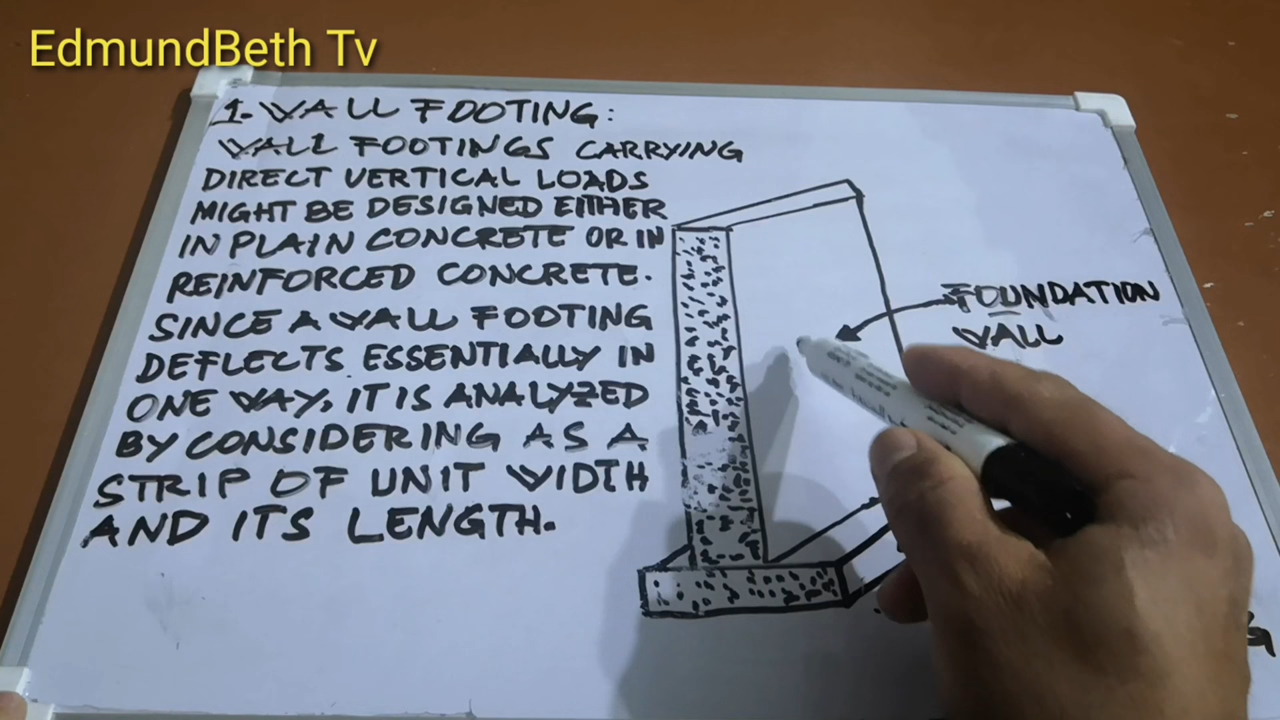 EdmundBeth Tv
1. WALL FOOTING:
WALL FOOTINGS CARRYING
DIRECT VERTICAL LOADS
MIGHT BE DESIGNED EITHER
IN PLAIN CONCRETE OR IN
REINFORCED CONCRETE.
SINCE A WALL FOOTING
DEFLECTS ESSENTIALLY IN
ONE WAY, IT IS ANALYZED
BY CONSIDERING AS A
STRIP OF UNIT WIDTH
AND ITS LENGTH.
FOUNDATION
WALL